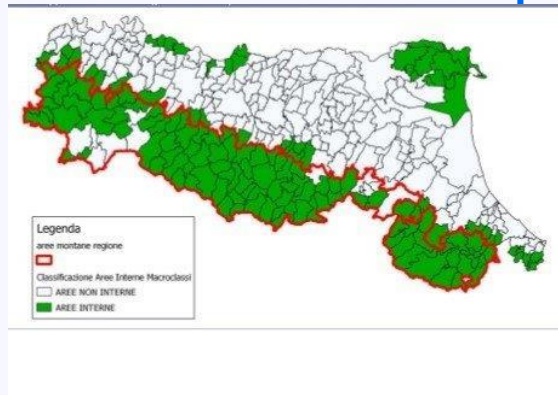 Legenda
aree montane regione
Classificazione Aree Interne Macroclassi
AREE NON INTERNE
AREE INTERNE